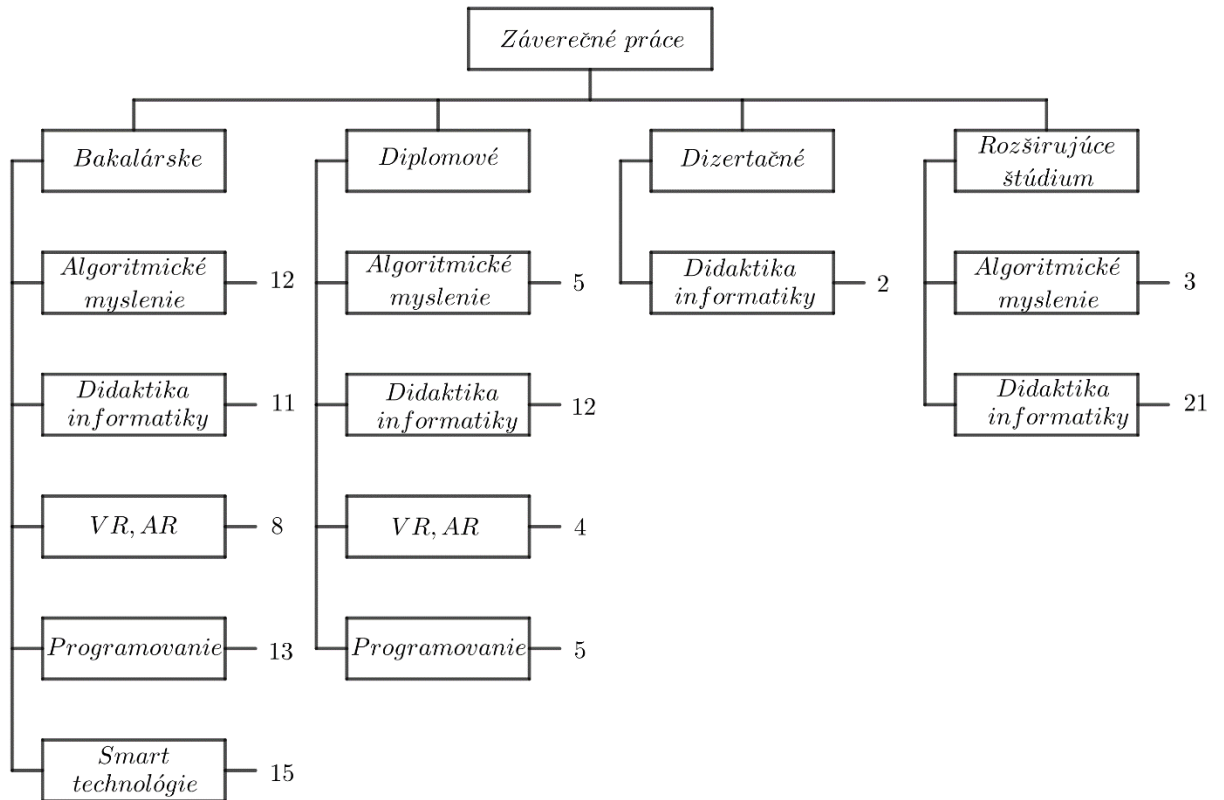 Záverečné práce
Bakalárske
Diplomové
Dizertačné
Rozširujúce
štúdium
Algoritmické
myslenie
12
Algoritmické
myslenie
5
Didaktika
informatiky
2
Algoritmické
myslenie
3
Didaktika
informatiky
11
Didaktika
informatiky
12
Didaktika
informatiky
21
VR, AR
8
VR, AR
4
Programovanie
13
Programovanie
5
Smart
technológie
15